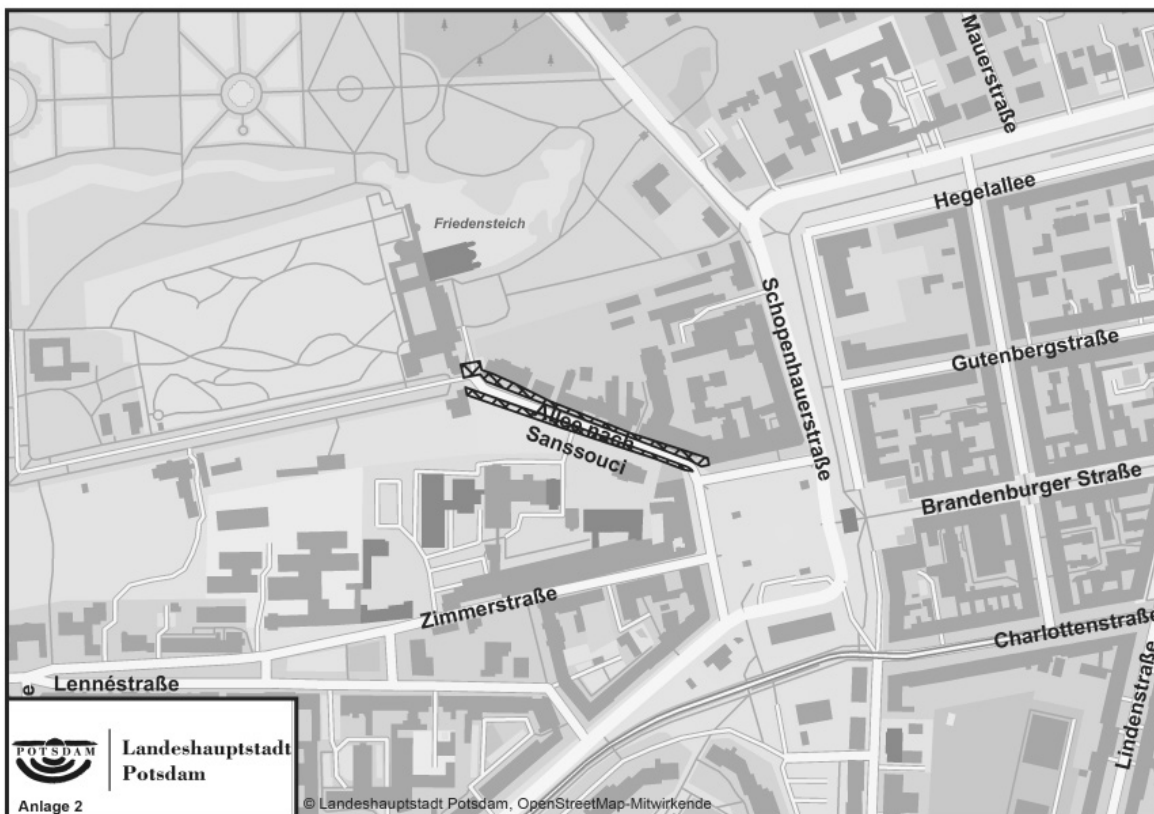 Mauerstraße
Hegelallee
Friedensteich
Schopenhauerstraße
Gutenbergstraße
Allee nach
Sanssouci
Brandenburger Straße
Zimmerstraße
Charlottenstraße
Lennéstraße
e
Lindenstraße
POTSDAM
Landeshauptstadt
Potsdam
Anlage 2
© Landeshauptstadt Potsdam, OpenStreetMap-Mitwirkende